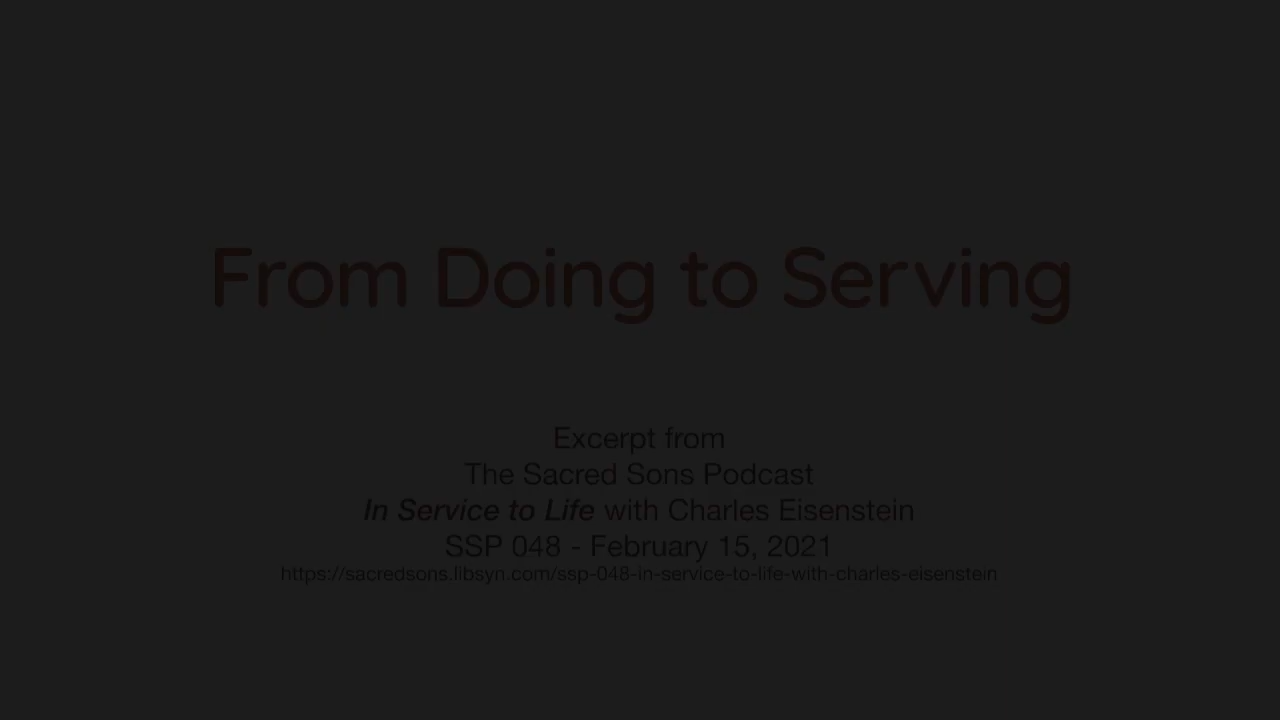 From Doing to Serving
Excerpt from
The Sacred Sons Podcast
In Service to Life with Charles Eisenstein
SSP 048 - February 15, 2021
https://sacredsons.libsyn.com/ssp-048-in-service-to-life-with-charles-eisenstein